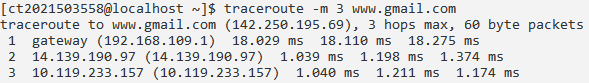 [ct2021503558@localhost ~]$ traceroute -m 3 www.gmail.com
traceroute to www.gmail.com (142.250.195.69), 3 hops max, 60 byte packets
 1  gateway (192.168.109.1)  18.029 ms  18.110 ms  18.275 ms
 2  14.139.190.97 (14.139.190.97)  1.039 ms  1.198 ms  1.374 ms
 3  10.119.233.157 (10.119.233.157)  1.040 ms  1.211 ms  1.174 ms